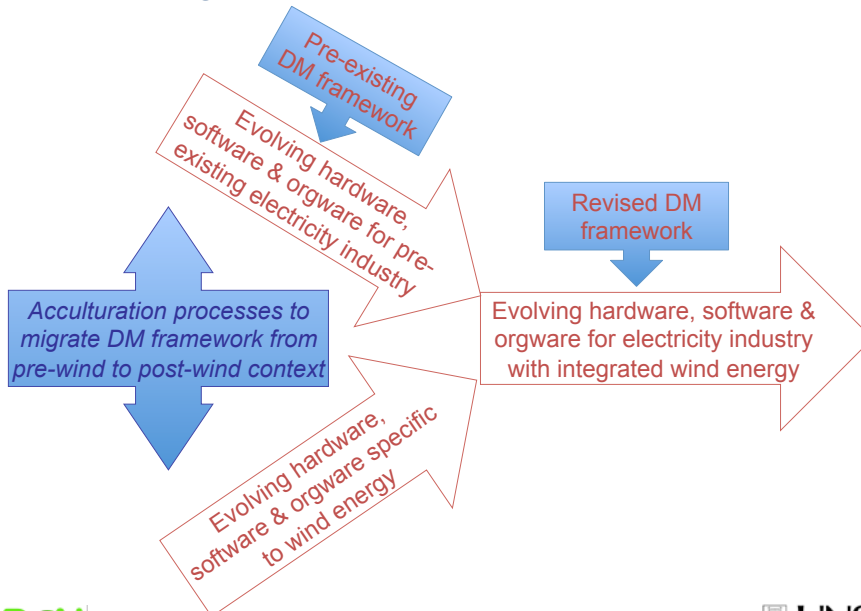 Pre-existing
DM framework
Evolving hardware,
software & orgware for pre-
existing electricity industry
Revised DM
framework
Acculturation processes to
migrate DM framework from
pre-wind to post-wind context
Evolving hardware, software &
orgware for electricity industry
with integrated wind energy
Evolving hardware,
software & orgware specific
to wind energy